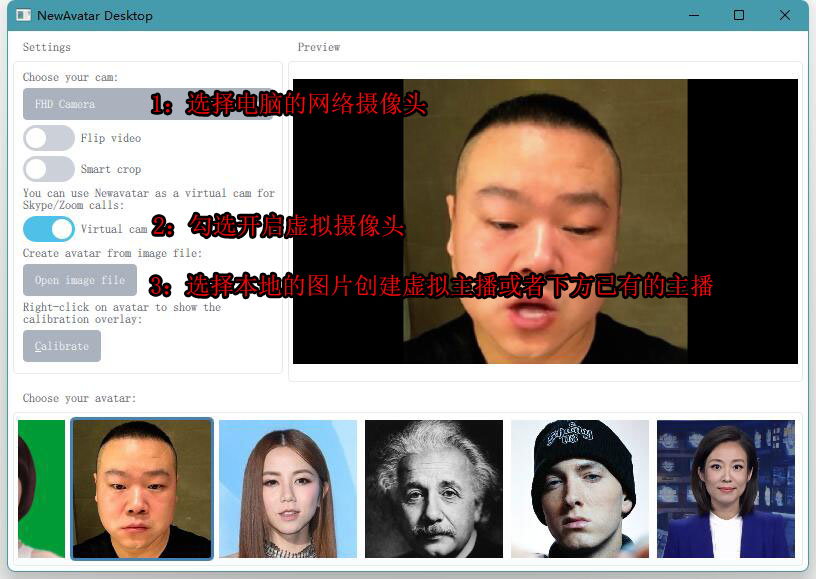 NewAvatar Desktop
Settings
Preview
Choose your cam:
FHD Camera
1：选择电脑的网络摄像头
Flip video
Smart crop
You can use Newavatar as a virtual cam for
Skype/Zoom calls:
Virtual cam
2：勾选开启虚拟摄像头
Create avatar from image file:
Open image file
3：选择本地的图片创建虚拟主播或者下方已有的主播
Right-click on avatar to show the
calibration overlay:
Calibrate
Choose your avatar: